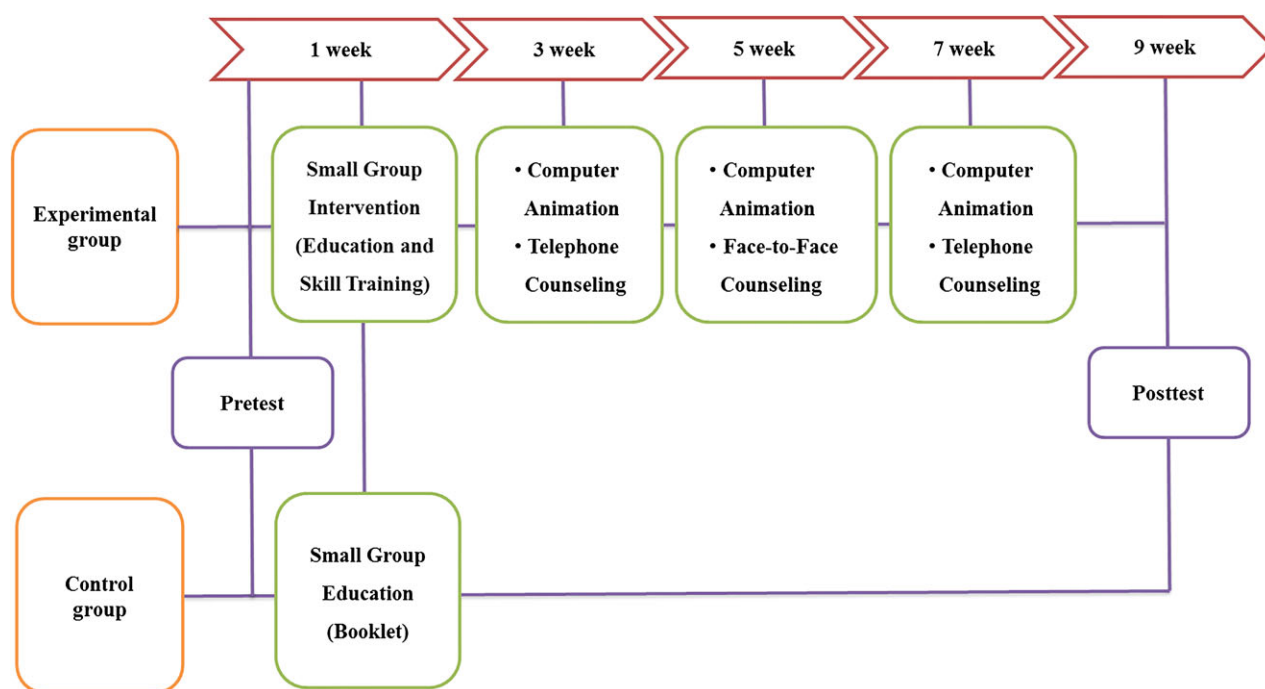 1 week
3 week
5 week
7 week
9 week
Experimental
group
Small Group
Intervention
(Education and
Skill Training)
• Computer
Animation
• Telephone
Counseling
• Computer
Animation
• Face-to-Face
Counseling
• Computer
Animation
• Telephone
Counseling
Pretest
Posttest
Control
group
Small Group
Education
(Booklet)